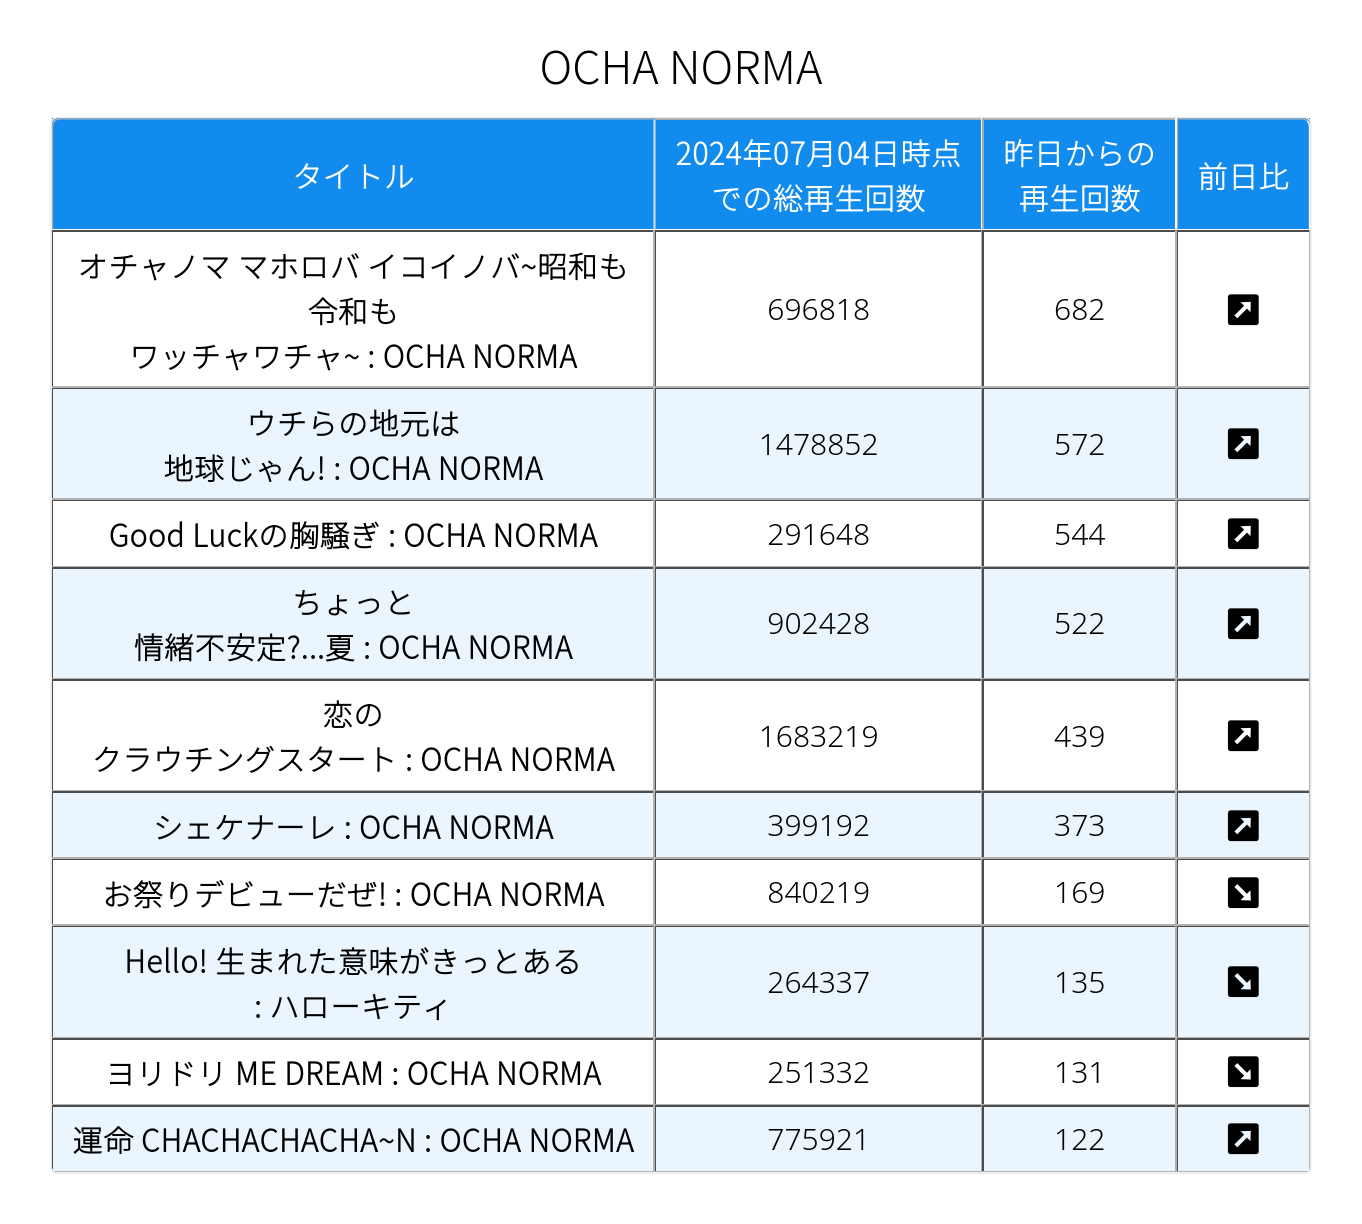 OCHA NORMA
タイトル
2024年07月04日時点
での総再生回数
昨日からの
再生回数
前日比
オチャノマ マホロバ イコイノバ~昭和も
令和も
ワッチャワチャ~ : OCHA NORMA
696818
682
ウチらの地元は
地球じゃん! : OCHA NORMA
1478852
572
Good Luckの胸騒ぎ : OCHA NORMA
291648
544
ちょっと
情緒不安定?...夏 : OCHA NORMA
902428
522
恋の
クラウチングスタート : OCHA NORMA
1683219
439
シェケナーレ : OCHA NORMA
399192
373
お祭りデビューだぜ! : OCHA NORMA
840219
169
Hello! 生まれた意味がきっとある
: ハローキティ
264337
135
ヨリドリ ME DREAM : OCHA NORMA
251332
131
運命 CHACHACHACHA~N : OCHA NORMA
775921
122